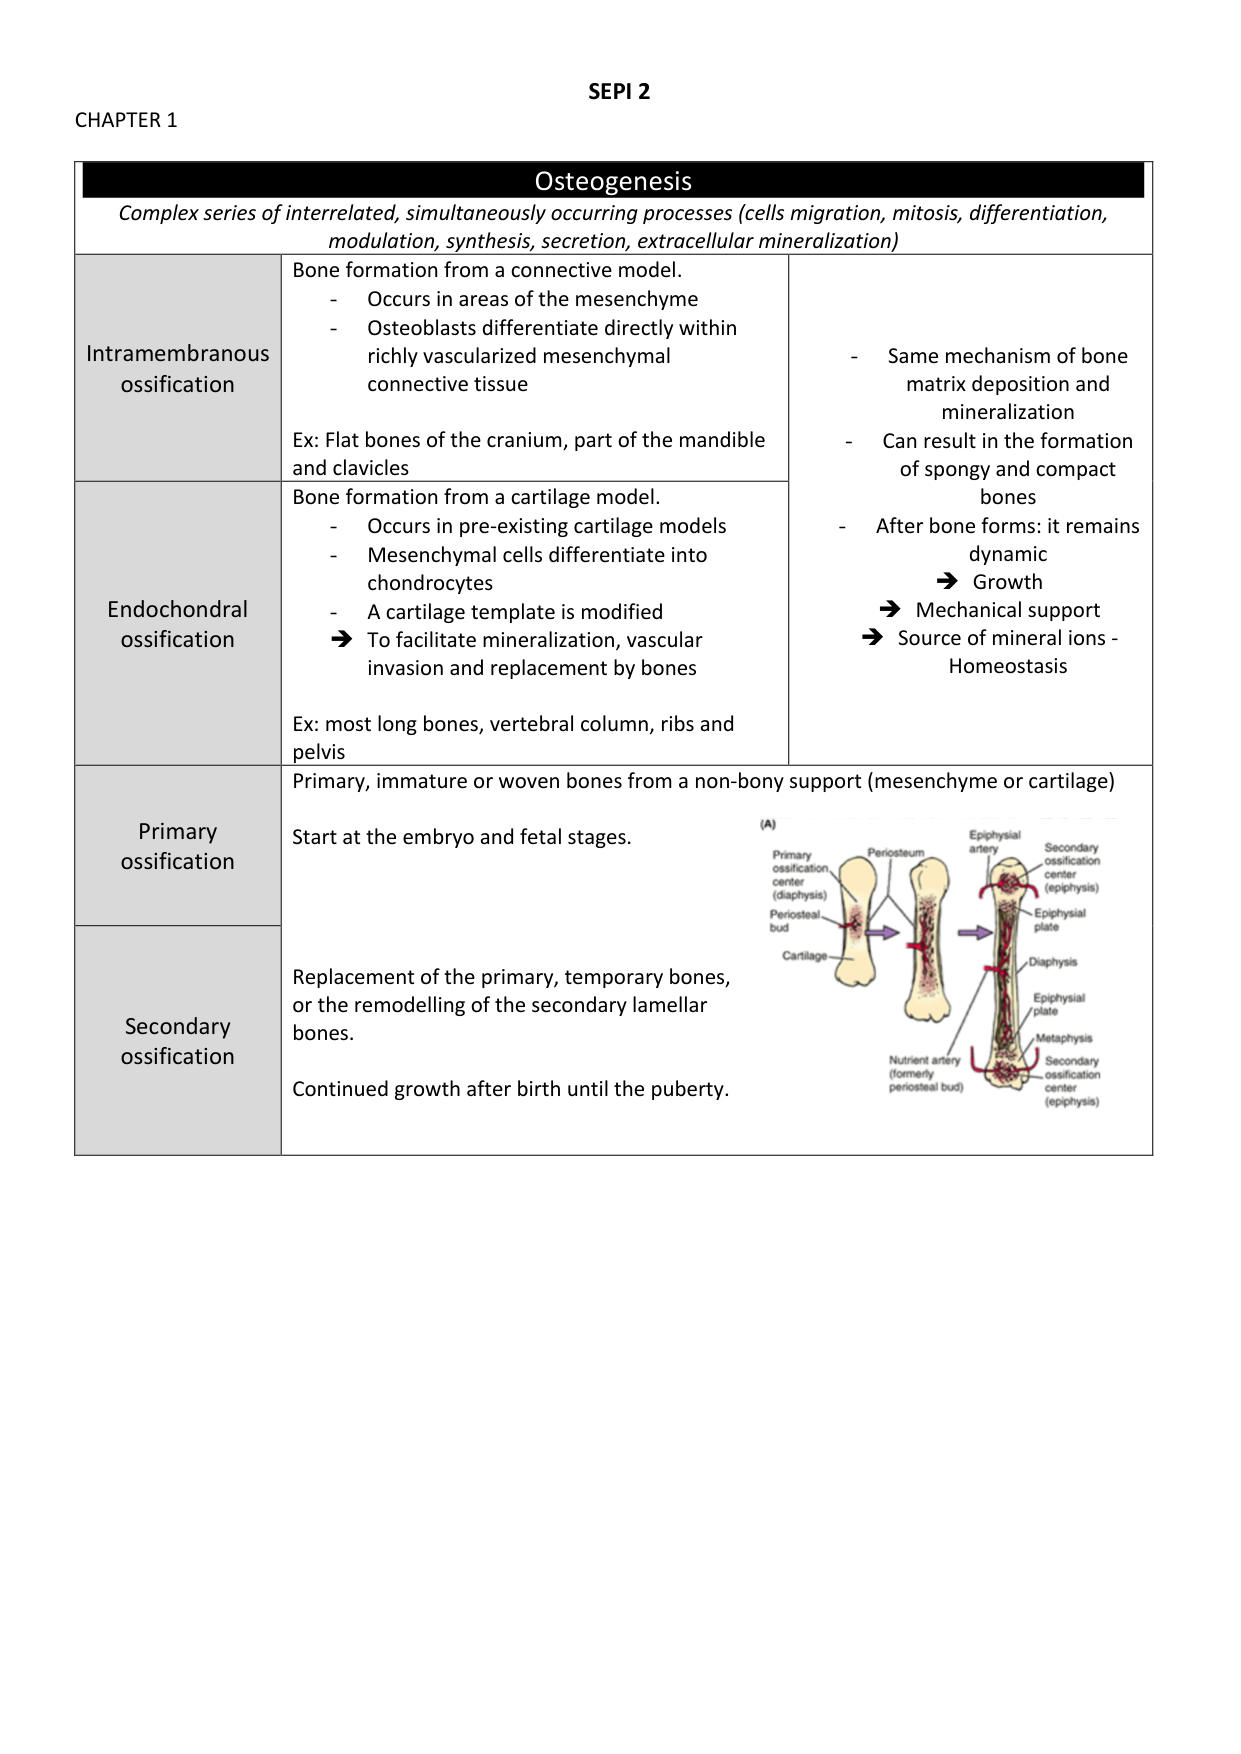 SEPI 2
CHAPTER 1
Osteogenesis
Complex series of interrelated, simultaneously occurring processes (cells migration, mitosis, differentiation,
modulation, synthesis, secretion, extracellular mineralization)
Intramembranous
ossification
Bone formation from a connective model.
- Occurs in areas of the mesenchyme
- Osteoblasts differentiate directly within
richly vascularized mesenchymal
connective tissue
Ex: Flat bones of the cranium, part of the mandible
and clavicles
- Same mechanism of bone
matrix deposition and
mineralization
- Can result in the formation
of spongy and compact
bones
- After bone forms: it remains
dynamic
➔ Growth
➔ Mechanical support
➔ Source of mineral ions -
Homeostasis
Endochondral
ossification
Bone formation from a cartilage model.
- Occurs in pre-existing cartilage models
- Mesenchymal cells differentiate into
chondrocytes
- A cartilage template is modified
➔ To facilitate mineralization, vascular
invasion and replacement by bones
Ex: most long bones, vertebral column, ribs and
pelvis
Primary
ossification
Primary, immature or woven bones from a non-bony support (mesenchyme or cartilage)
Start at the embryo and fetal stages.
Secondary
ossification
Replacement of the primary, temporary bones,
or the remodelling of the secondary lamellar
bones.
Continued growth after birth until the puberty.
(A)
Primary
ossification
center
(diaphysis)
Periosteal
bud
Cartilage
Periosteum
Epiphysial
artery
Secondary
ossification
center
(epiphysis)
Epiphysial
plate
Diaphysis
Epiphysial
plate
Metaphysis
Nutrient artery
(formerly
periosteal bud)
Secondary
ossification
center
(epiphysis)